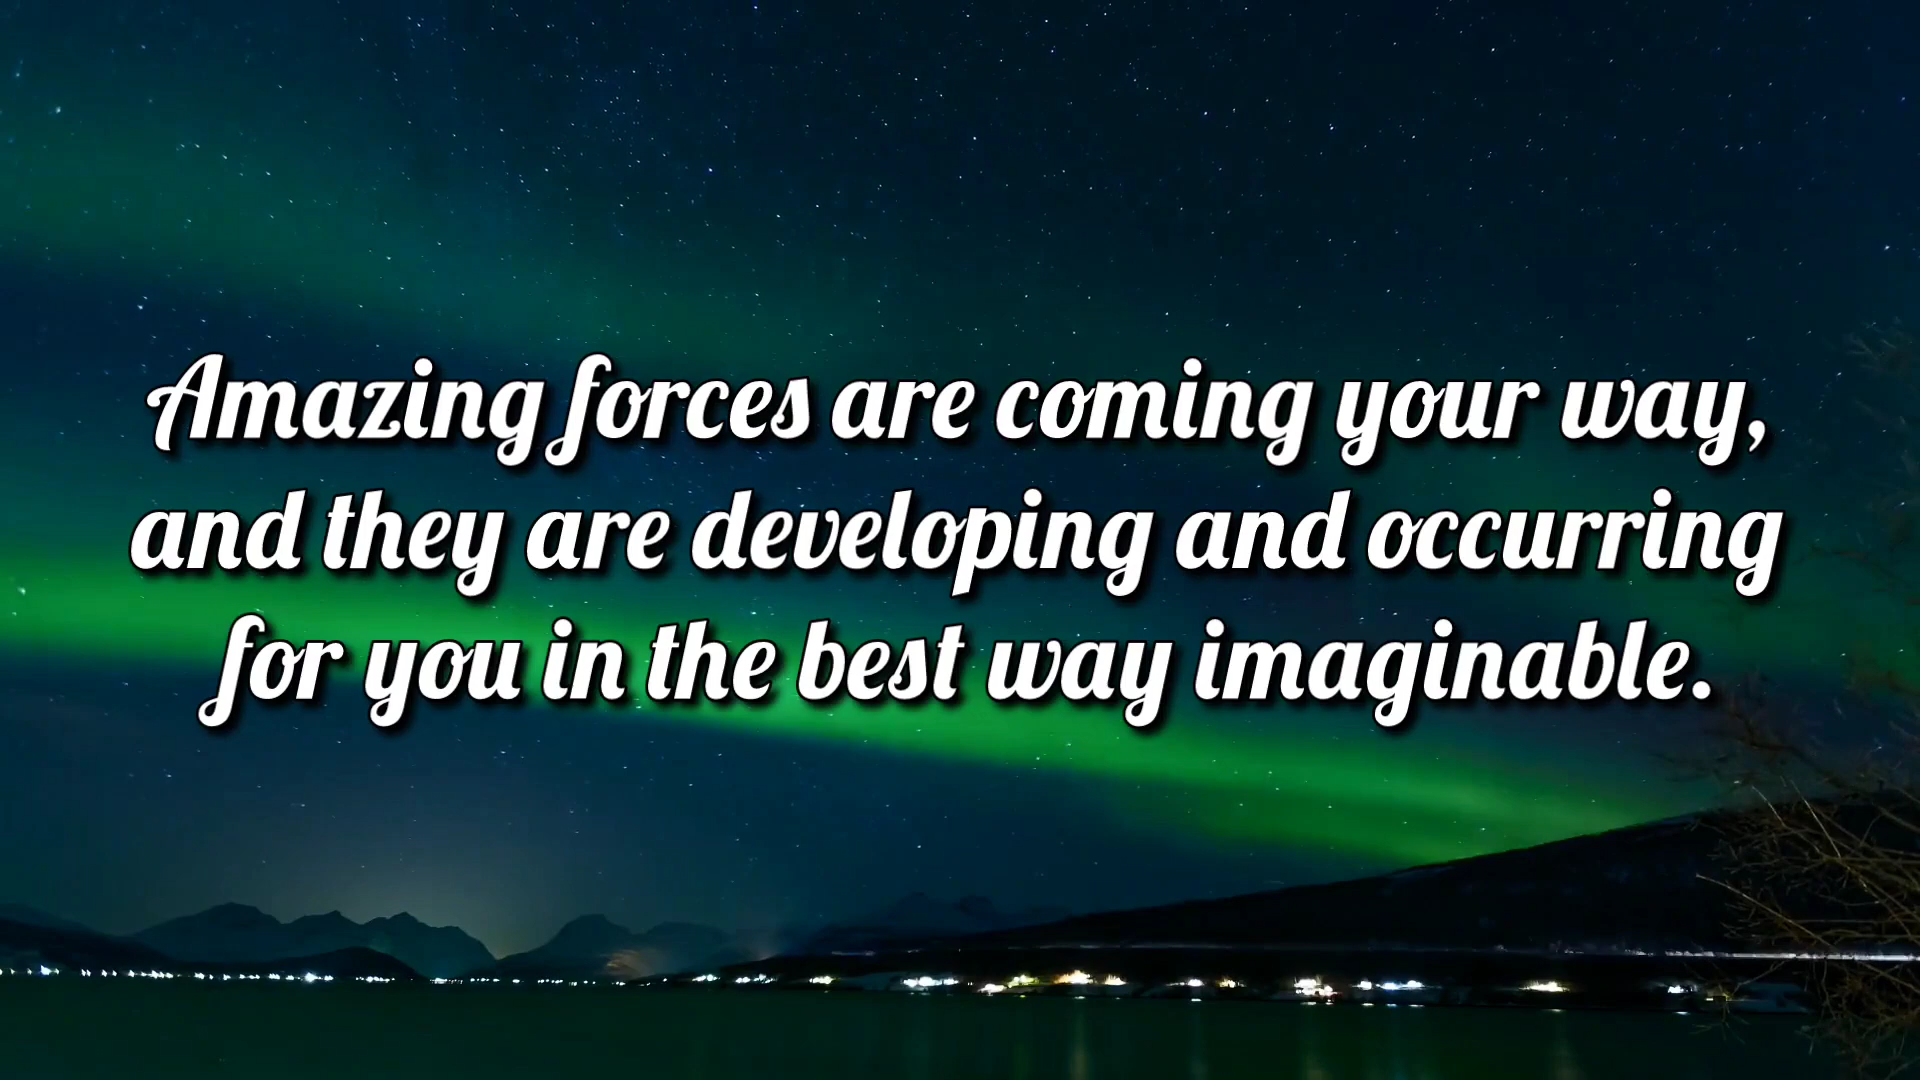 Amazing forces are coming your way,
and they are developing and occurring
for you in the best way imaginable.